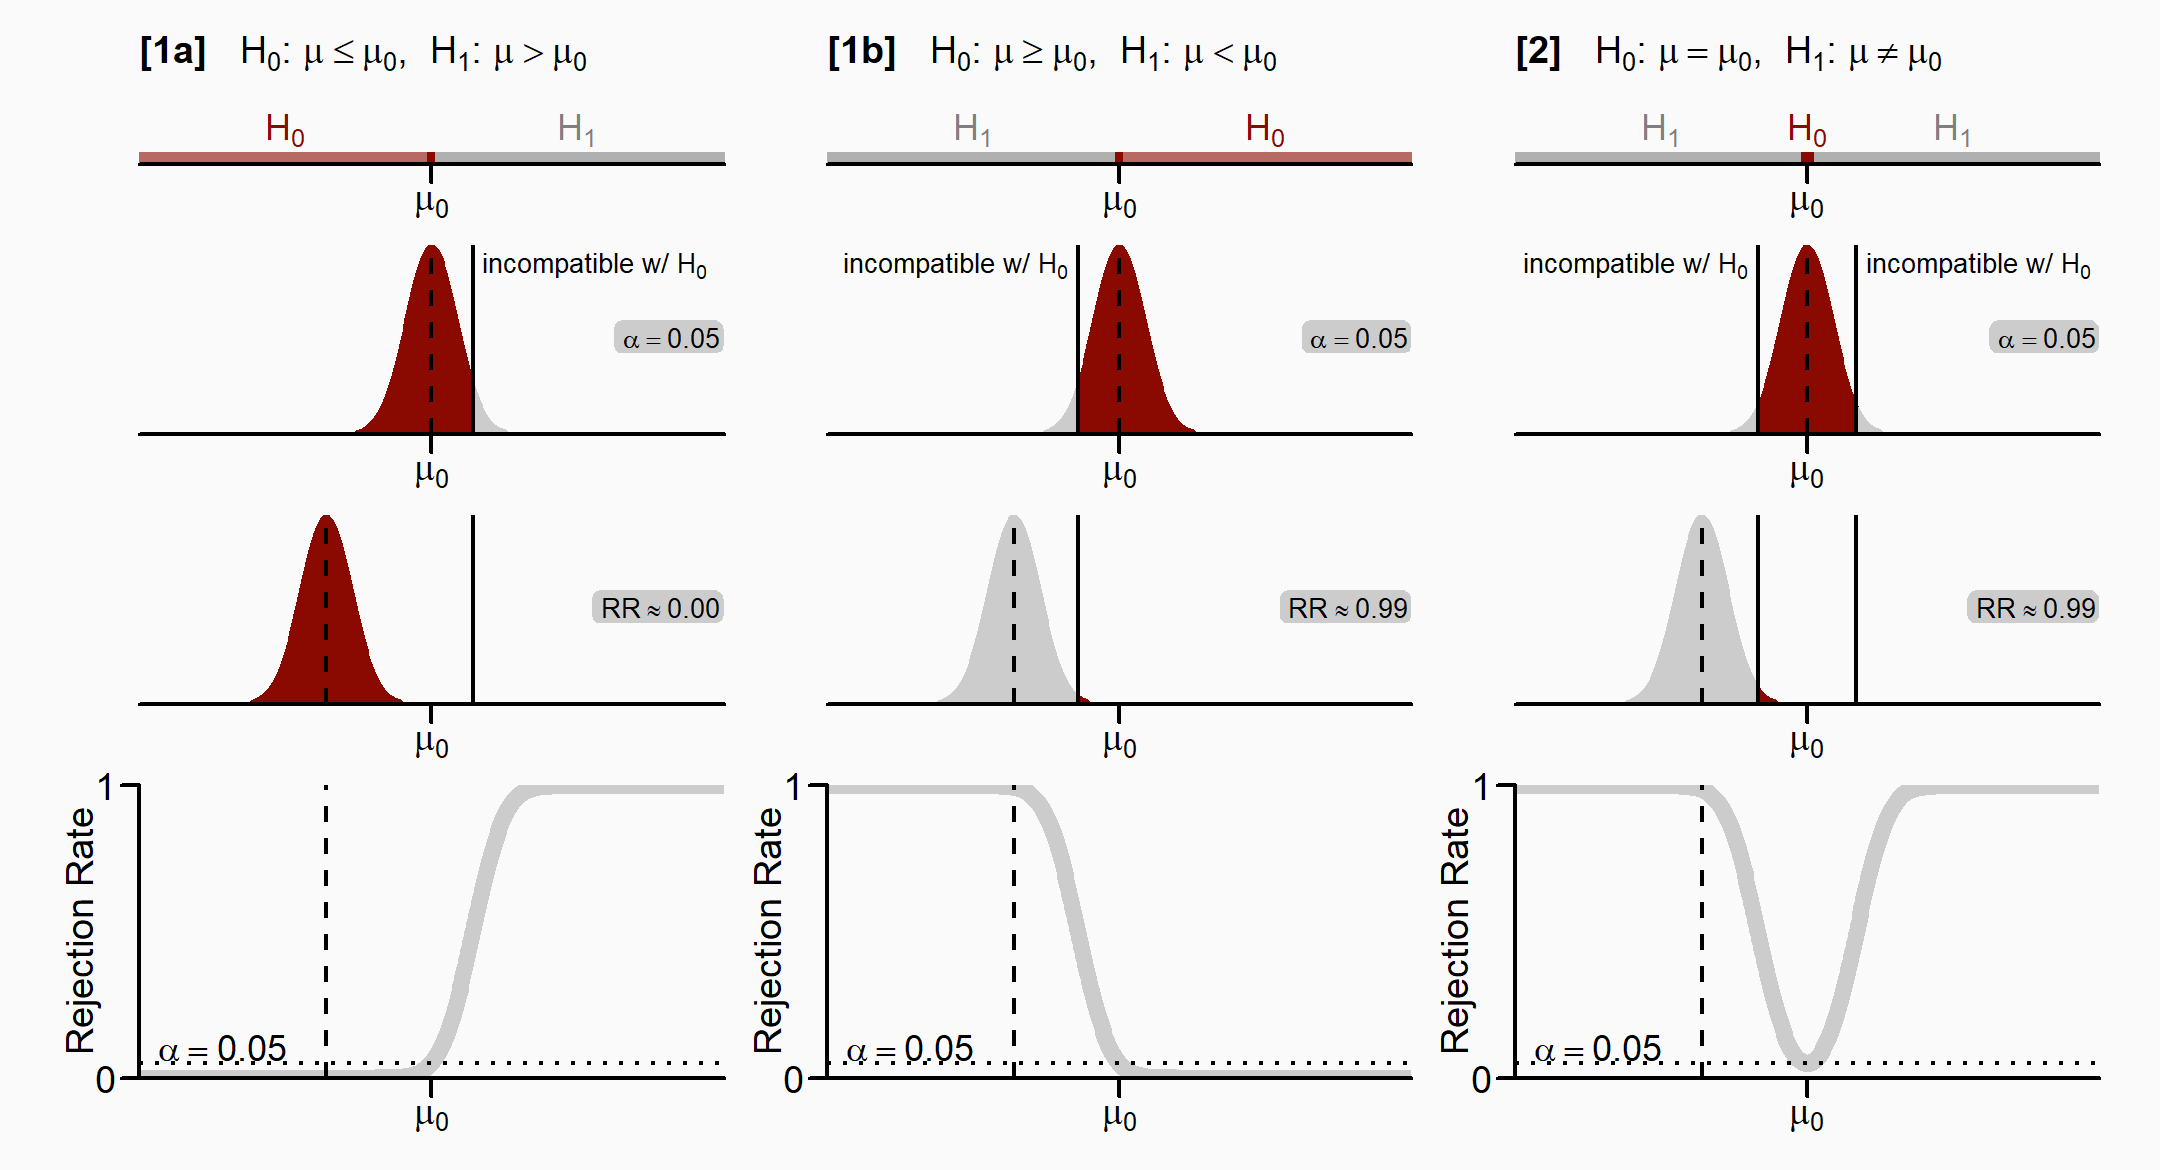 [1a] H₀: μ ≤ μ₀, H₁: μ > μ₀
H₀ H₁
μ₀
incompatible w/ H₀
α = 0.05
μ₀
RR ≈ 0.00
μ₀
1
Rejection Rate
α = 0.05
0
μ₀
[1b] H₀: μ ≥ μ₀, H₁: μ < μ₀
H₁ H₀
μ₀
incompatible w/ H₀
α = 0.05
μ₀
RR ≈ 0.99
μ₀
1
Rejection Rate
α = 0.05
0
μ₀
[2] H₀: μ = μ₀, H₁: μ ≠ μ₀
H₁ H₀ H₁
μ₀
incompatible w/ H₀ incompatible w/ H₀
α = 0.05
μ₀
RR ≈ 0.99
μ₀
1
Rejection Rate
α = 0.05
0
μ₀